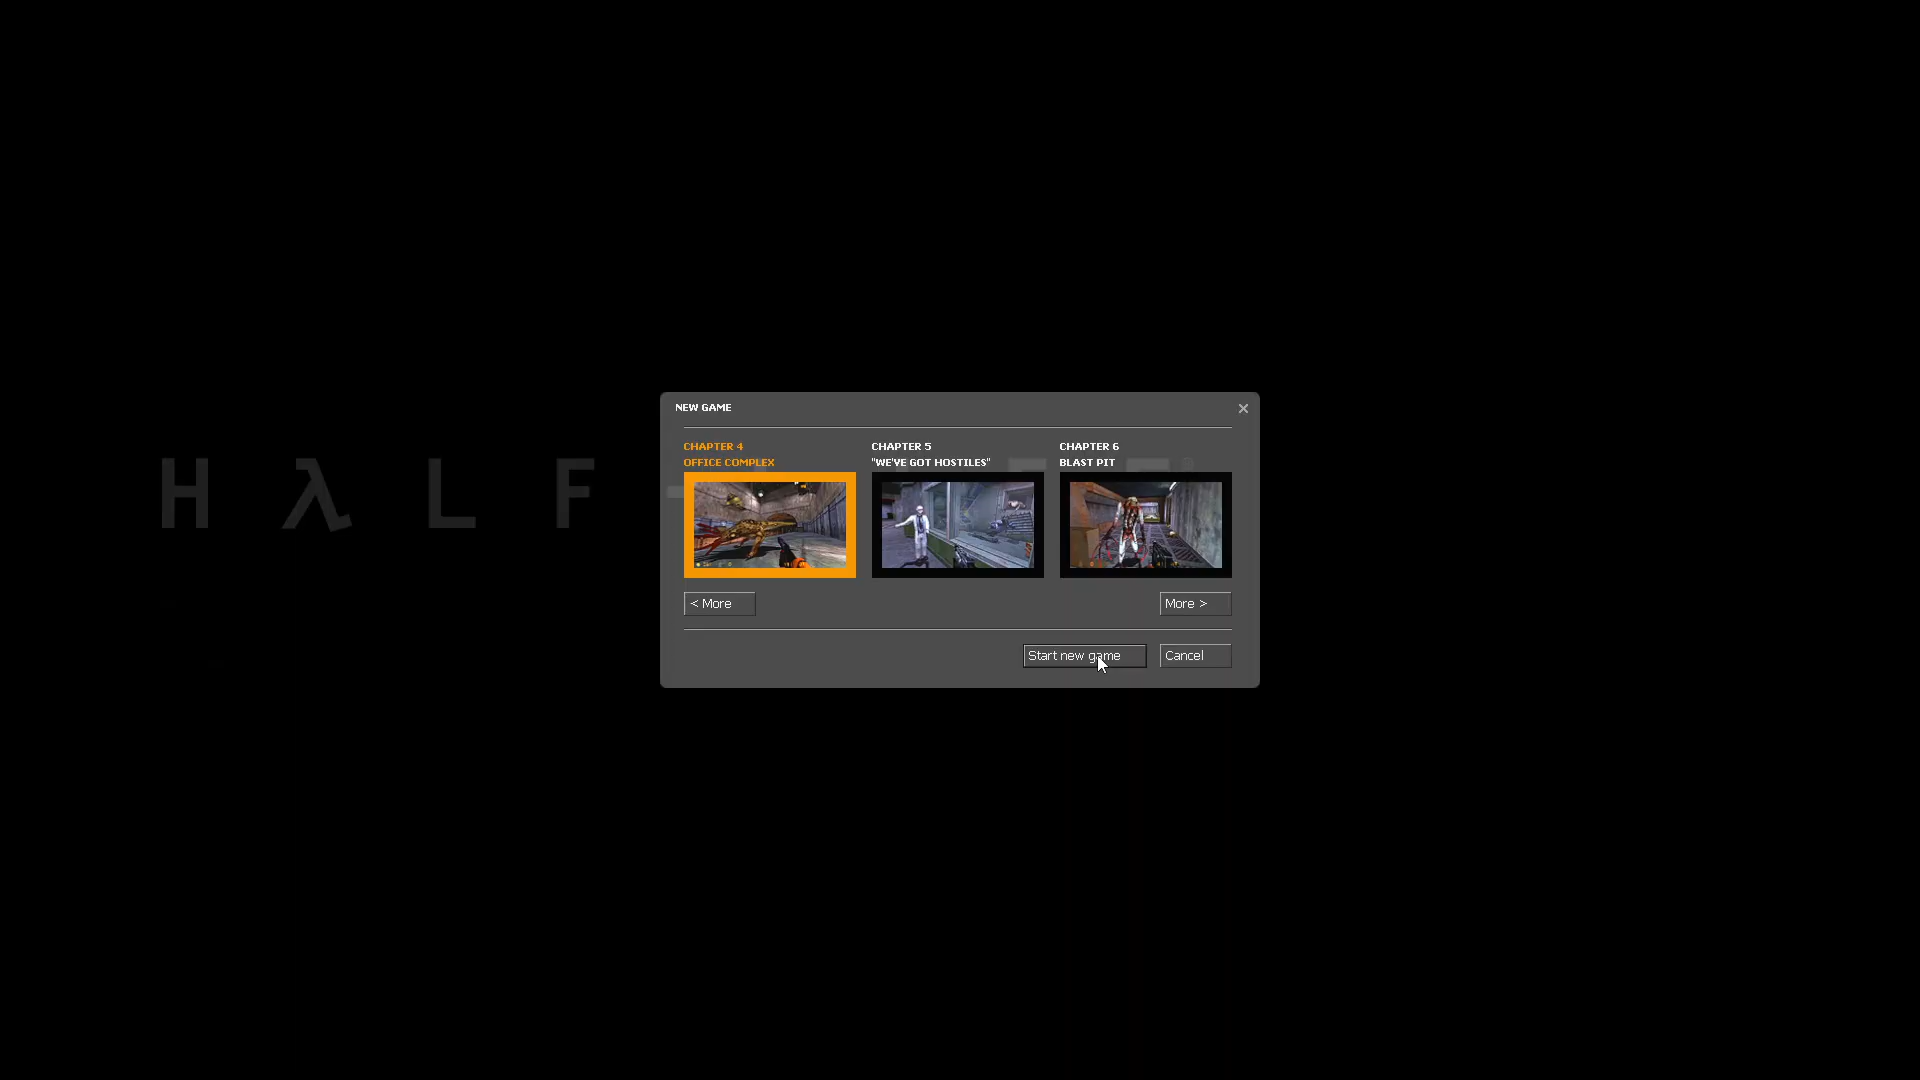 NEW GAME
CHAPTER 4
OFFICE COMPLEX
CHAPTER 5
"WE'VE GOT HOSTILES"
CHAPTER 6
BLAST PIT
HλLF-
< More
More >
Start new game
Cancel